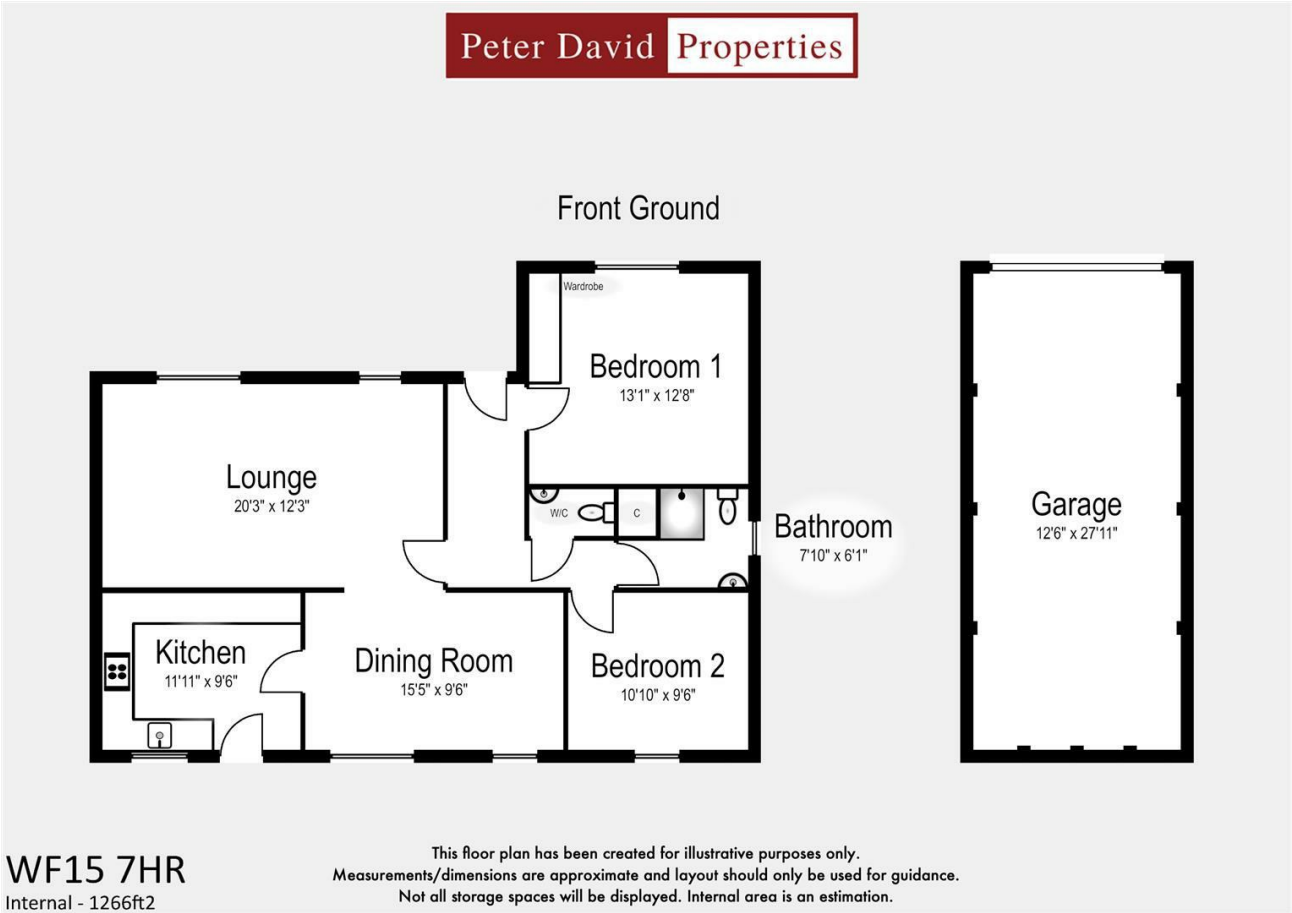 Peter David Properties
Front Ground
Wardrobe
Bedroom 1
13'1" x 12'8"
Lounge
20'3" x 12'3"
W/C
C
Bathroom
7'10" x 6'1"
Garage
12'6" x 27'11"
Kitchen
11'11" x 9'6"
Dining Room
15'5" x 9'6"
Bedroom 2
10'10" x 9'6"
WF15 7HR
Internal - 1266ft2
This floor plan has been created for illustrative purposes only.
Measurements/dimensions are approximate and layout should only be used for guidance.
Not all storage spaces will be displayed. Internal area is an estimation.